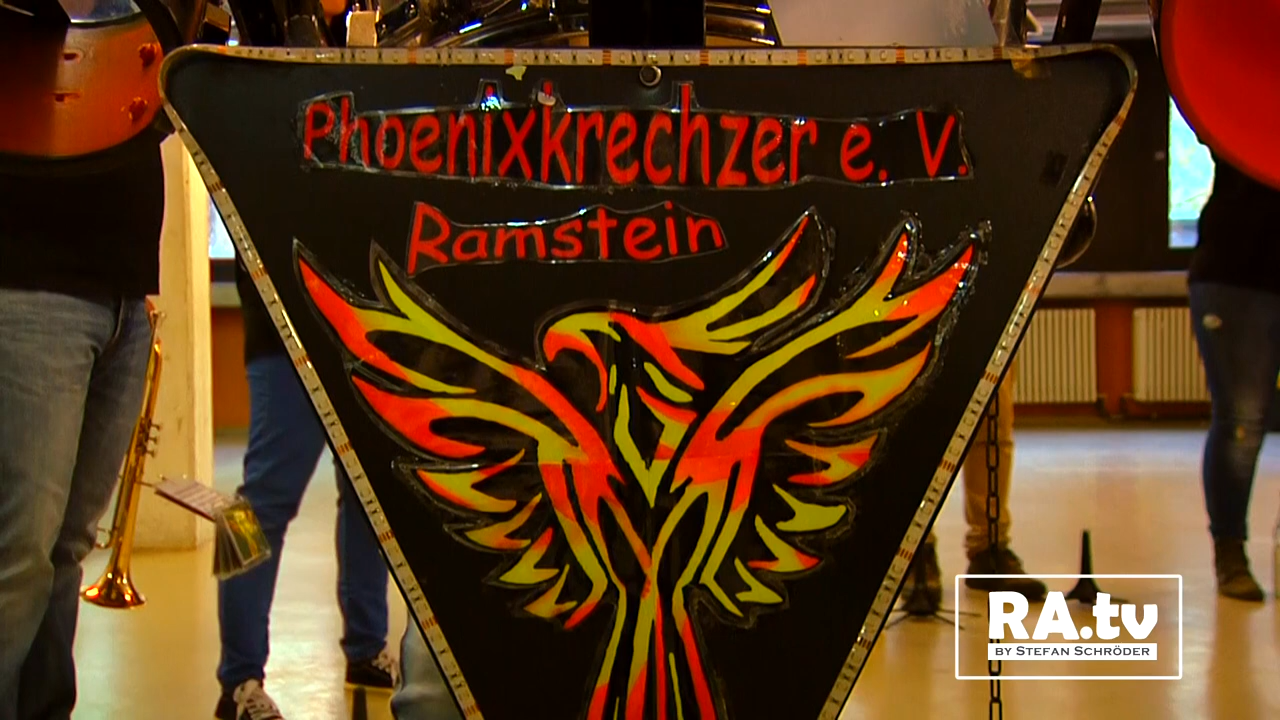 Phoenixkrechzer e. V.
Ramstein
RA.tv
BY STEFAN SCHRÖDER